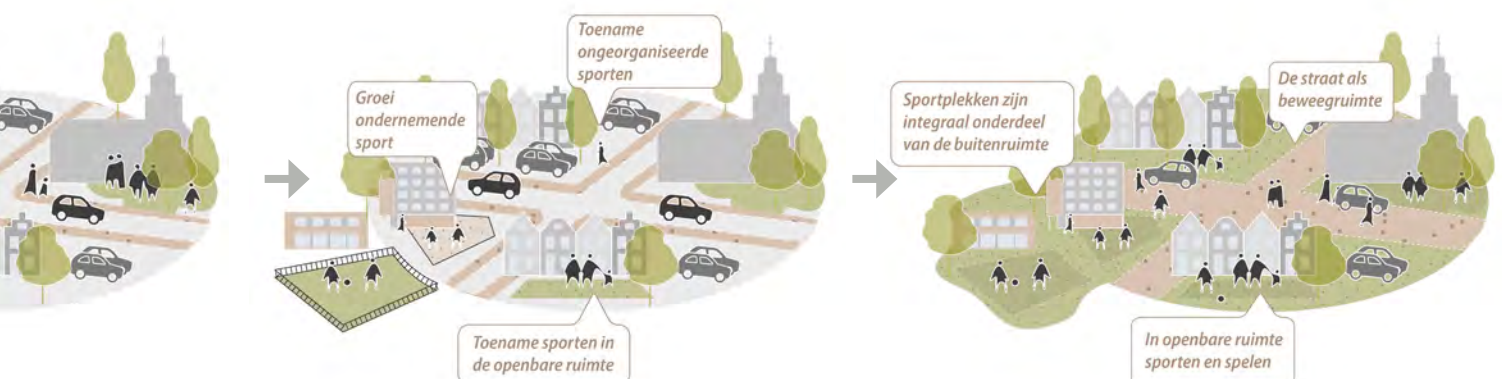 Toename
ongeorganiseerde
sporten
Groei
ondernemende
sport
Toename sporten in
de openbare ruimte
Sportplekken zijn
integraal onderdeel
van de buitenruimte
De straat als
beweegruimte
In openbare ruimte
sporten en spelen